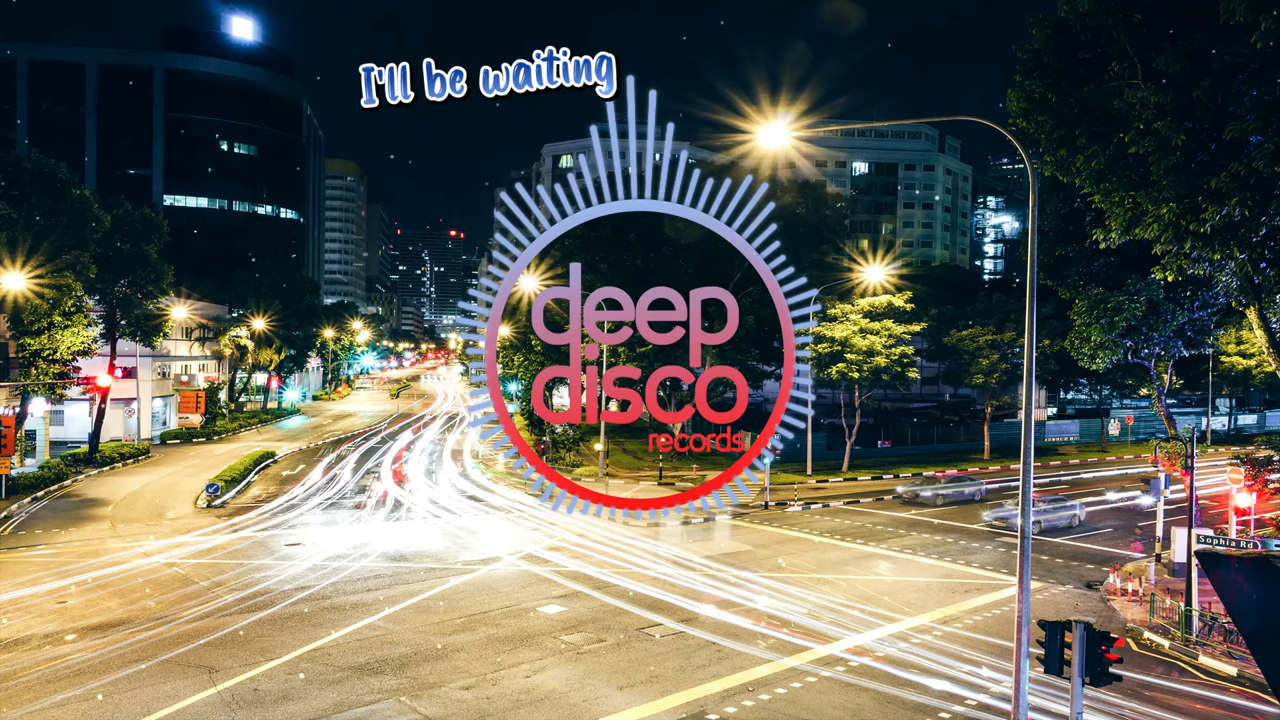 I'll be waiting
deep
disco
records
Sophia Rd